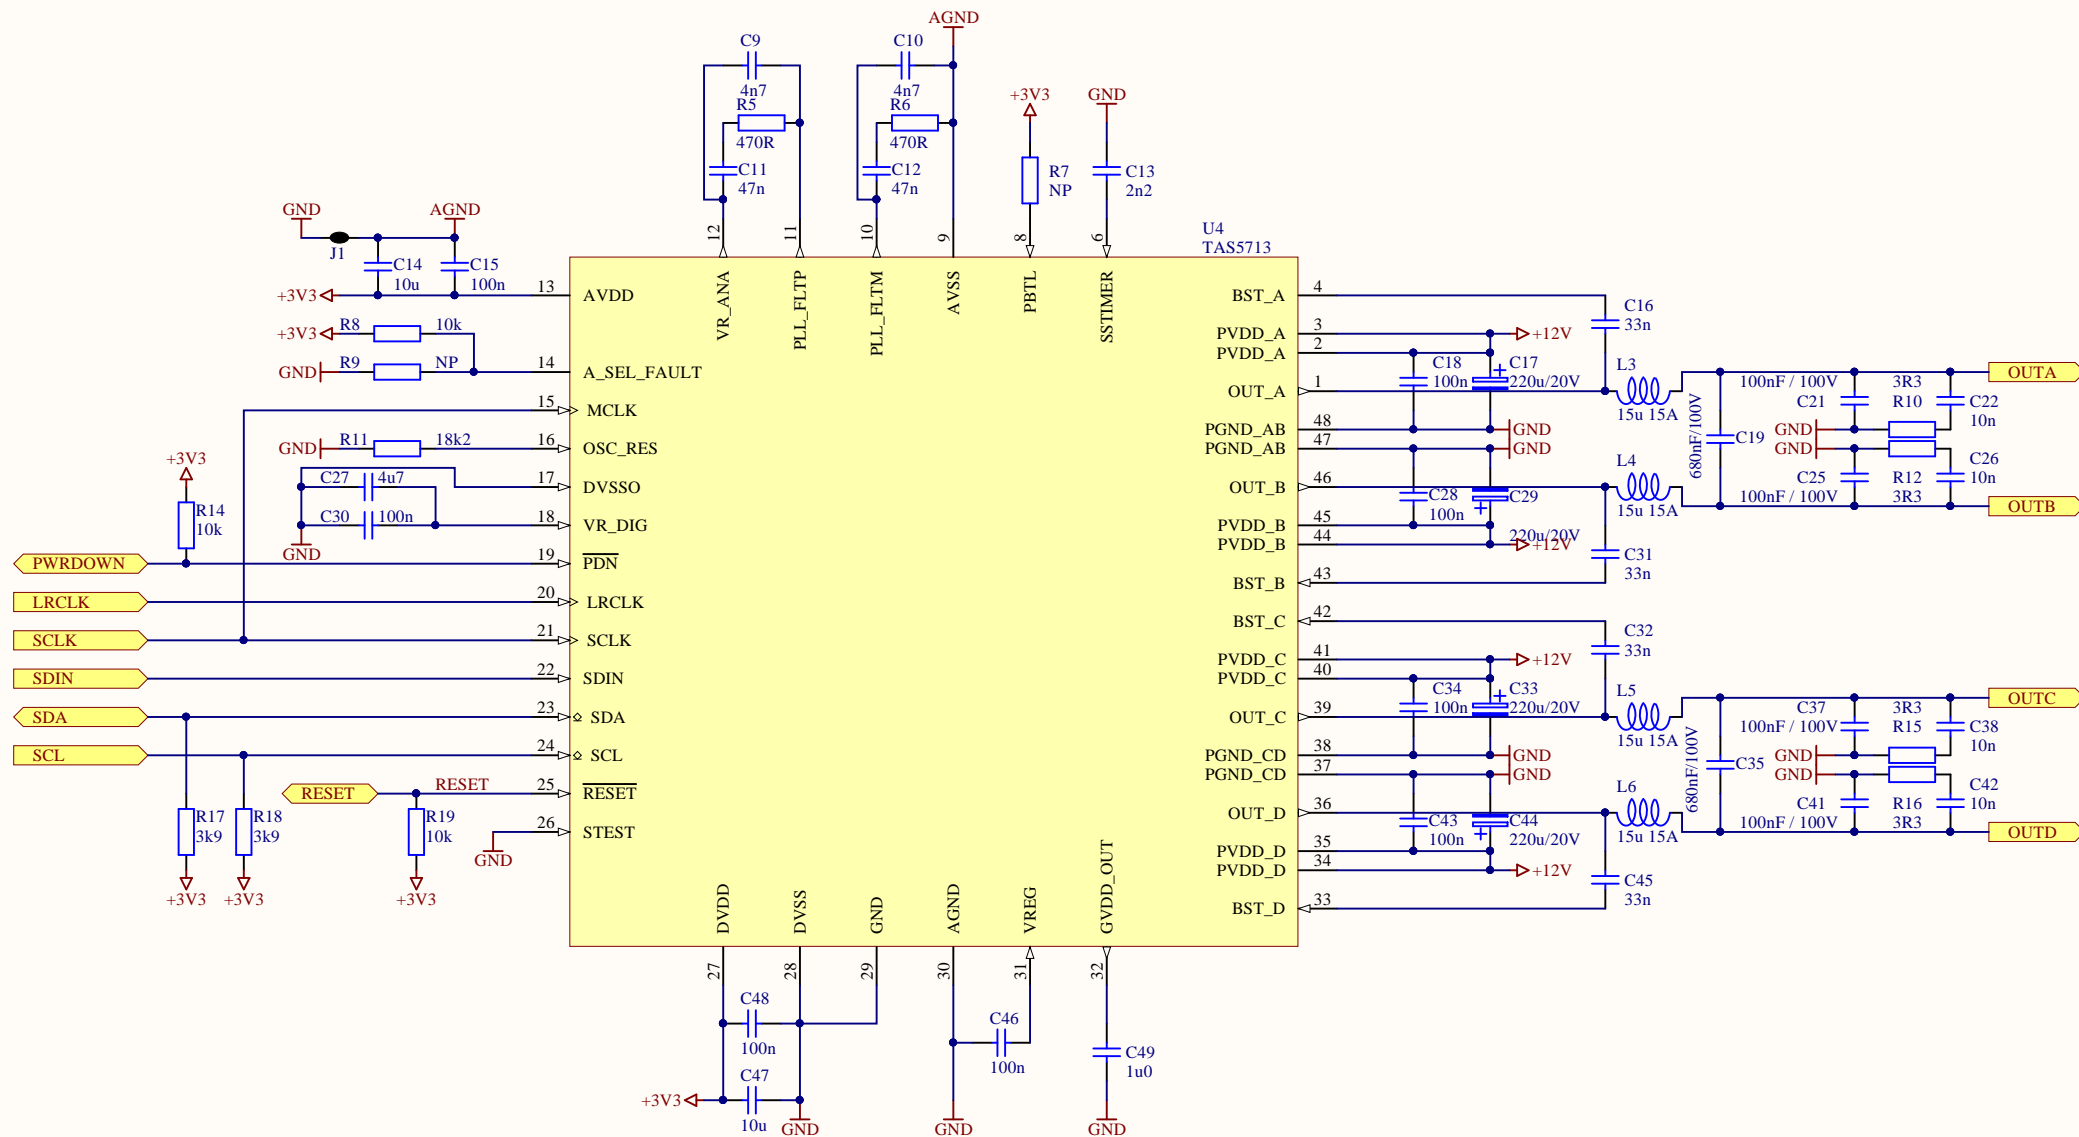 AGND
C9
4n7
R5
470R
C11
47n
C10
4n7
R6
470R
C12
47n
+3V3
R7
NP
GND
C13
2n2
GND
AGND
J1
C14
10u
C15
100n
+3V3
12
11
10
9
8
6
U4
TAS5713
VR_ANA
PLL_FLTP
PLL_FLTM
AVSS
PBTL
SSTIMER
13
AVDD
+3V3
R8
10k
GND
R9
NP
14
A_SEL_FAULT
15
MCLK
GND
R11
18k2
16
OSC_RES
C27
4u7
17
DVSSO
C30
100n
18
VR_DIG
GND
+3V3
R14
10k
PWRDOWN
19
PDN
LRCLK
20
LRCLK
SCLK
21
SCLK
SDIN
22
SDIN
SDA
23
SDA
SCL
24
SCL
RESET
RESET
25
RESET
26
STEST
GND
R17
3k9
R18
3k9
R19
10k
+3V3
+3V3
+3V3
BST_A
4
PVDD_A
3
PVDD_A
2
OUT_A
1
PGND_AB
48
PGND_AB
47
OUT_B
46
PVDD_B
45
PVDD_B
44
BST_B
43
BST_C
42
PVDD_C
41
PVDD_C
40
OUT_C
39
PGND_CD
38
PGND_CD
37
OUT_D
36
PVDD_D
35
PVDD_D
34
BST_D
33
C16
33n
+12V
C18
100n
C17
220u/20V
GND
GND
C28
100n
C29
220u/20V
+12V
C31
33n
L3
15u 15A
L4
15u 15A
680nF/100V
C19
100nF / 100V
C21
3R3
R10
C22
10n
GND
GND
C25
100nF / 100V
R12
3R3
C26
10n
OUTA
OUTB
C32
33n
+12V
C34
100n
C33
220u/20V
GND
GND
C43
100n
C44
220u/20V
+12V
C45
33n
L5
15u 15A
L6
15u 15A
680nF/100V
C35
C37
100nF / 100V
3R3
R15
C38
10n
GND
GND
C41
100nF / 100V
R16
3R3
C42
10n
OUTC
OUTD
DVDD
DVSS
GND
AGND
VREG
GVDD_OUT
27
28
29
30
31
32
C48
100n
+3V3
C47
10u
GND
C46
100n
GND
C49
1u0
GND